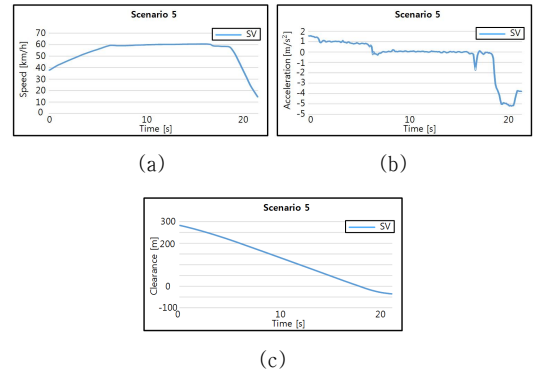 Scenario 5
SV
Speed [km/h]
70
60
50
40
30
20
10
0
0
10
20
Time [s]
(a)
Scenario 5
SV
Acceleration [m/s²]
2
1
0
-1
-2
-3
-4
-5
0
10
20
Time [s]
(b)
Scenario 5
SV
Clearance [m]
300
200
0
-100
0
10
20
Time [s]
(c)